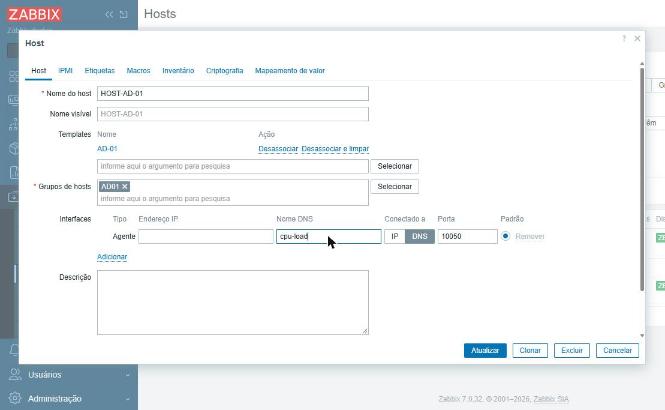 ZABBIX
Hosts
Host
Host IPMI Etiquetas Macros Inventário Criptografia Mapeamento de valor
* Nome do host HOST-AD-01
Nome visível HOST-AD-01
Templates Nome Ação
AD-01 Desassociar Desassociar e limpar
informe aqui o argumento para pesquisa Selecionar
* Grupos de hosts AD01 Selecionar
informe aqui o argumento para pesquisa
Interfaces Tipo Endereço IP Nome DNS Conectado a Porta Padrão
Agente cpu-load IP DNS 10050 Remover
Adicionar
Descrição
Atualizar Clonar Excluir Cancelar
Usuários
Administração
Zabbix 7.0.32. © 2001–2026, Zabbix SIA